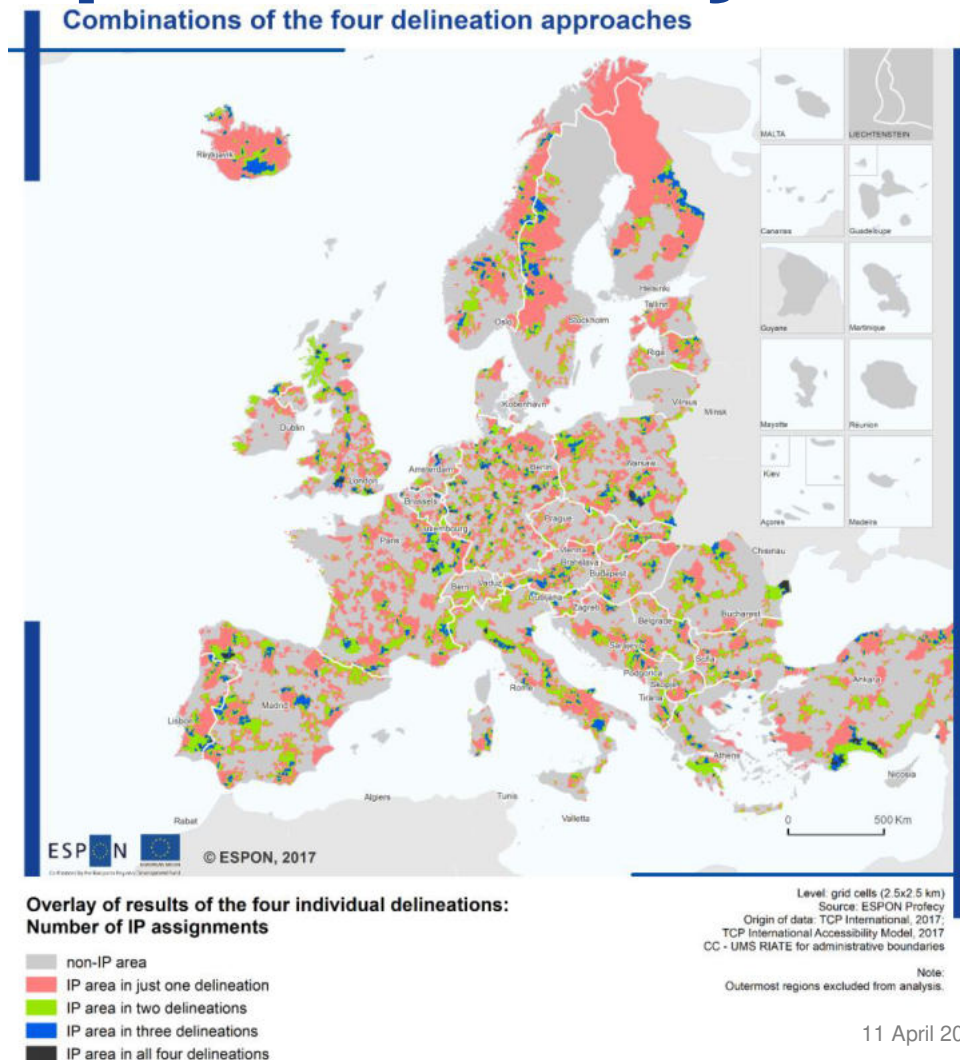 Combinations of the four delineation approaches
MALTA
LIECHTENSTEIN
Reykjavik
Canarias
Guadeloupe
Guyane
Martinique
Helsinki
Tallinn
Oslo
Stockholm
Riga
Mayotte
Réunion
København
Vilnius
Minsk
Dublin
Amsterdam
Berlin
Warsaw
Kiev
London
Brussels
Açores
Madeira
Luxembourg
Prague
Paris
Vienna
Bratislava
Chisinau
Bern
Vaduz
Budapest
Ljubljana
Zagreb
Bucharest
Belgrade
Sarajevo
Sofia
Podgorica
Skopje
Rome
Tirana
Ankara
Madrid
Lisbon
Athens
Nicosia
Algiers
Tunis
Rabat
Valletta
0 500 Km
ESPON
© ESPON, 2017
Overlay of results of the four individual delineations:
Number of IP assignments
non-IP area
IP area in just one delineation
IP area in two delineations
IP area in three delineations
IP area in all four delineations
Level: grid cells (2.5x2.5 km)
Source: ESPON Profecy
Origin of data: TCP International, 2017;
TCP International Accessibility Model, 2017
CC - UMS RIATE for administrative boundaries
Note:
Outermost regions excluded from analysis.
11 April 20